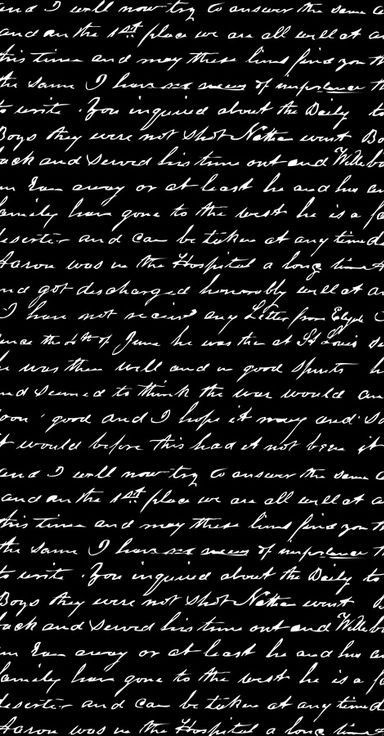 and I will now try to answer the same
and on the 1st place we are all well at
this time and may these lines find you
the same I have no news of importance
to write. You inquired about the Daily
Boys they were not shot Nathan went
back and served his time out and
ran away or at least he and his
family have gone to the west he is a
deserter and can be taken at any time
Aaron was in the Hospital a long time
and got discharged honorably well at
I have not received any Letter from
since the of June he was then at St Louis
he was then well and in good spirits
and seemed to think the war would
soon good and I hope it may and
it would before this had it not been
and I will now try to answer the same
and on the 1st place we are all well at
this time and may these lines find you
the same I have no news of importance
to write. You inquired about the Daily
Boys they were not shot Nathan went
back and served his time out and
ran away or at least he and his
family have gone to the west he is a
deserter and can be taken at any time
Aaron was in the Hospital a long time